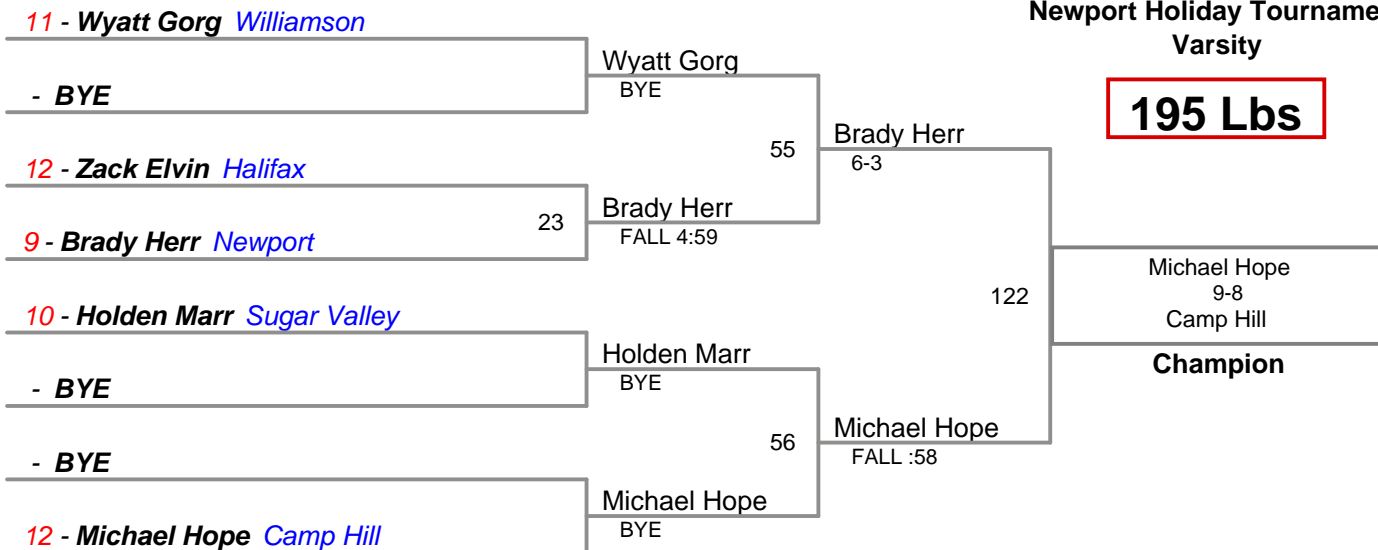 11 - Wyatt Gorg Williamson
- BYE
12 - Zack Elvin Halifax
9 - Brady Herr Newport
10 - Holden Marr Sugar Valley
- BYE
- BYE
12 - Michael Hope Camp Hill
Wyatt Gorg
BYE
23
Brady Herr
FALL 4:59
Holden Marr
BYE
Michael Hope
BYE
55
Brady Herr
6-3
56
Michael Hope
FALL :58
122
Newport Holiday Tourname
Varsity
195 Lbs
Michael Hope
9-8
Camp Hill
Champion